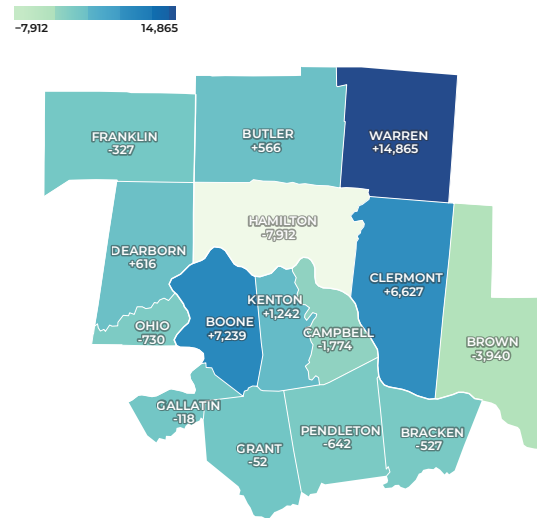 −7,912 14,865
FRANKLIN
-327
BUTLER
+566
WARREN
+14,865
HAMILTON
-7,912
DEARBORN
+616
CLERMONT
+6,627
KENTON
+1,242
OHIO
-730
BOONE
+7,239
CAMPBELL
-1,774
BROWN
-3,940
GALLATIN
-118
GRANT
-52
PENDLETON
-642
BRACKEN
-527